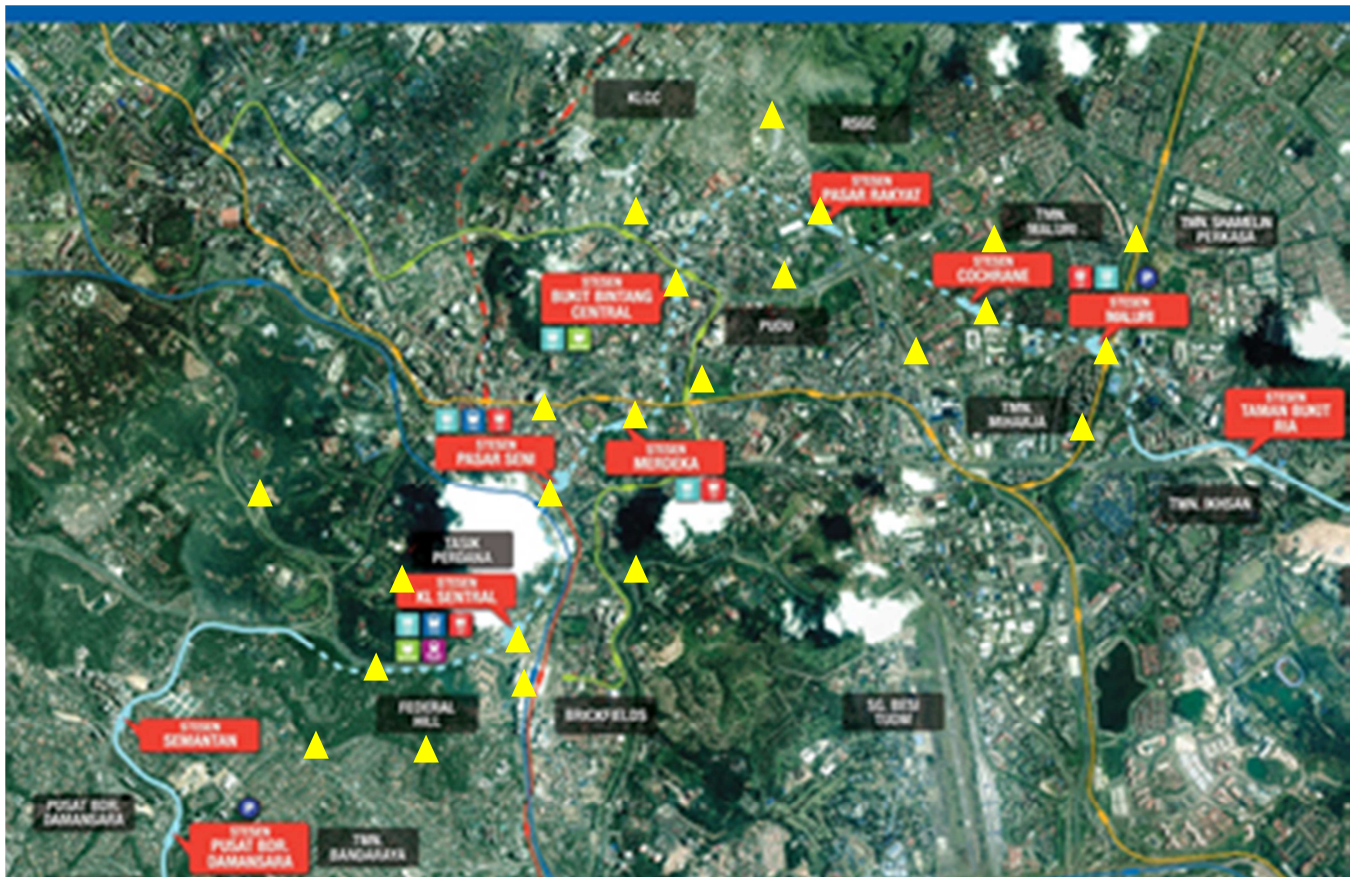 KLCC
RSGC
STESEN
PASAR RAKYAT
TMN.
MALURI
TMN. SHAMELIN
PERKASA
STESEN
COCHRANE
STESEN
BUKIT BINTANG
CENTRAL
STESEN
MALURI
PUDU
STESEN
TAMAN BUKIT
RIA
TMN.
MIHARJA
STESEN
PASAR SENI
STESEN
MERDEKA
TMN. IKHSAN
TASIK
PERDANA
STESEN
KL SENTRAL
FEDERAL
HILL
BRICKFIELDS
SG. BESI
TUDM
STESEN
SEMANTAN
PUSAT BDR.
DAMANSARA
P
P
STESEN
PUSAT BDR.
DAMANSARA
TMN.
BANDARAYA